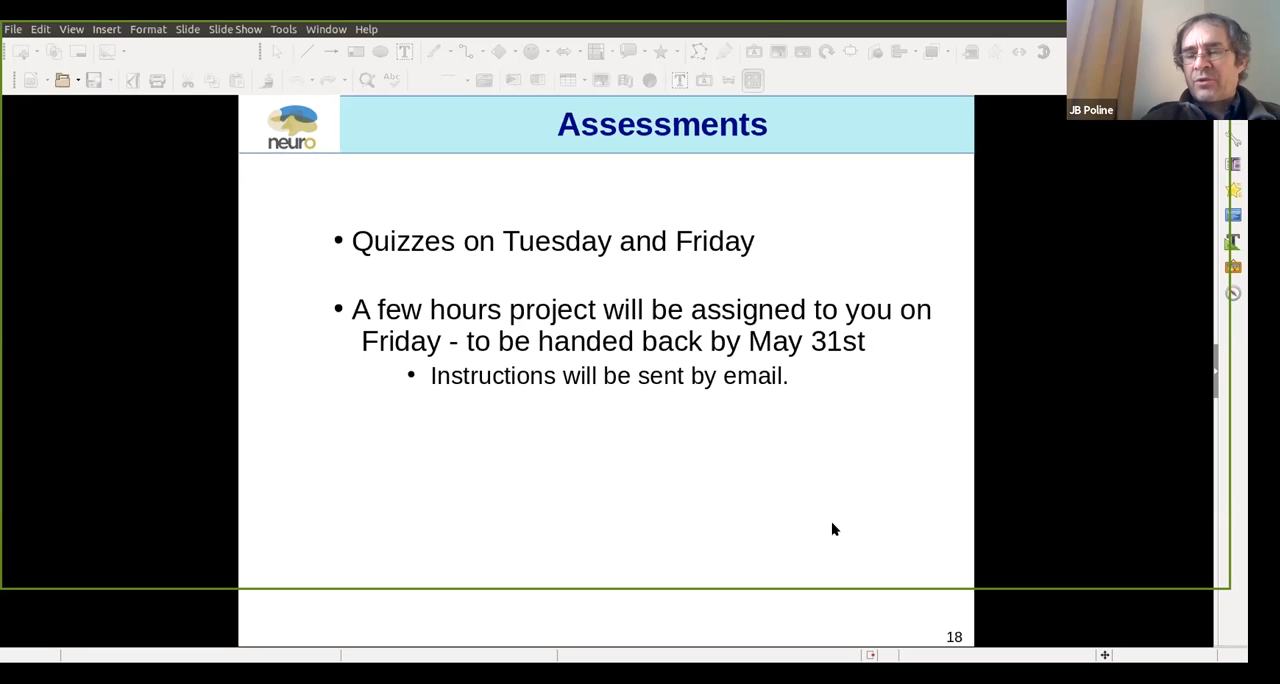 File Edit View Insert Format Slide Slide Show Tools Window Help
JB Poline
neuro
Assessments
• Quizzes on Tuesday and Friday
• A few hours project will be assigned to you on
Friday - to be handed back by May 31st
• Instructions will be sent by email.
18